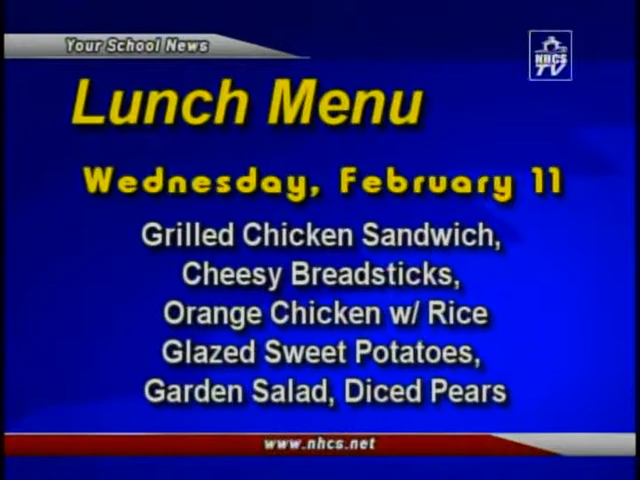 Your School News
NHCS
TV
Lunch Menu
Wednesday, February 11
Grilled Chicken Sandwich,
Cheesy Breadsticks,
Orange Chicken w/ Rice
Glazed Sweet Potatoes,
Garden Salad, Diced Pears
www.nhcs.net